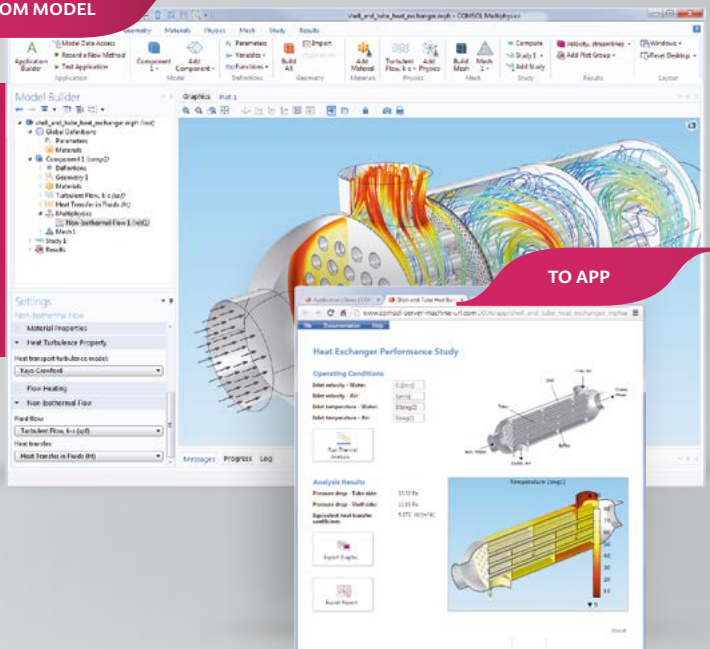 OM MODEL
shell_and_tube_heat_exchanger.mph - COMSOL Multiphysics
Geometry Materials Physics Mesh Study Results
Application Builder
Model Data Access
Record a New Method
Test Application
Application
Component 1
Add Component
Model
Parameters
Variables
Functions
Definitions
Build All
Import
Geometry
Add Material
Materials
Turbulent Flow, k-ε
Add Physics
Physics
Build Mesh
Mesh 1
Mesh
Compute
Study 1
Add Study
Study
Velocity, streamlines
Add Plot Group
Results
Windows
Reset Desktop
Layout
Model Builder
shell_and_tube_heat_exchanger.mph (root)
Global Definitions
Parameters
Materials
Component 1 (comp1)
Definitions
Geometry 1
Materials
Turbulent Flow, k-ε (spf)
Heat Transfer in Fluids (ht)
Multiphysics
Non-Isothermal Flow 1 (nitf1)
Mesh 1
Study 1
Results
Graphics Plot 1
Settings
Non-Isothermal Flow
Material Properties
Heat Turbulence Property
Heat transport turbulence model:
Kays-Crawford
Flow Heating
Non-Isothermal Flow
Fluid flow:
Turbulent Flow, k-ε (spf)
Heat transfer:
Heat Transfer in Fluids (ht)
Messages Progress Log
TO APP
File Documentation Help
Heat Exchanger Performance Study
Operating Conditions
Inlet velocity - Water:
Inlet velocity - Air:
Inlet temperature - Water:
Inlet temperature - Air:
Run Thermal Analysis
Analysis Results
Pressure drop - Tube side:
Pressure drop - Shell side:
Equivalent heat transfer coefficient:
Export Graphic
Export Report
Temperature (degC)